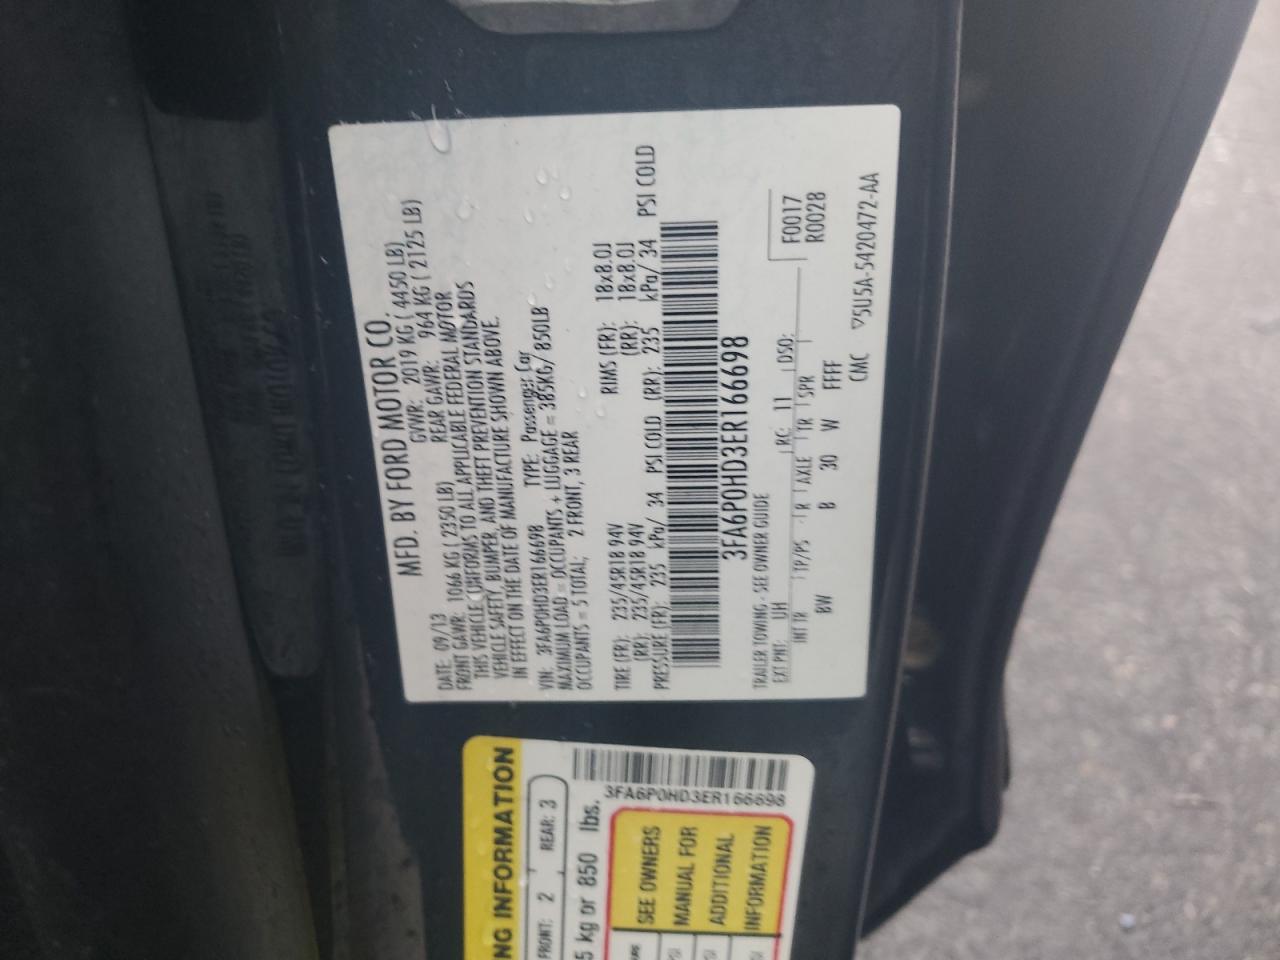 MFD. BY FORD MOTOR CO.
DATE: 09/13 GVWR: 2019 KG ( 4450 LB)
FRONT GAWR: 1066 KG ( 2350 LB) REAR GAWR: 964 KG ( 2125 LB)
THIS VEHICLE CONFORMS TO ALL APPLICABLE FEDERAL MOTOR
VEHICLE SAFETY, BUMPER, AND THEFT PREVENTION STANDARDS
IN EFFECT ON THE DATE OF MANUFACTURE SHOWN ABOVE.
VIN: 3FA6P0HD3ER166698 TYPE: Passenger Car
MAXIMUM LOAD = OCCUPANTS + LUGGAGE = 385KG/ 850LB
OCCUPANTS = 5 TOTAL; 2 FRONT, 3 REAR
TIRE (FR): 235/45R18 94V RIMS (FR): 18x8.0J
(RR): 235/45R18 94V (RR): 18x8.0J
PRESSURE (FR): 235 kPa/ 34 PSI COLD (RR): 235 kPa/ 34 PSI COLD
3FA6P0HD3ER166698
TRAILER TOWING - SEE OWNER GUIDE
EXT PNT: UH RC: 11 DSO: F0017
INT TR TP/PS R AXLE TR SPR R0028
BW B 30 W FFFF
CMC ▽5U5A-5420472-AA
NG INFORMATION
FRONT: 2 REAR: 3
5 kg or 850 lbs.
3FA6P0HD3ER166698
SEE OWNERS
MANUAL FOR
ADDITIONAL
INFORMATION